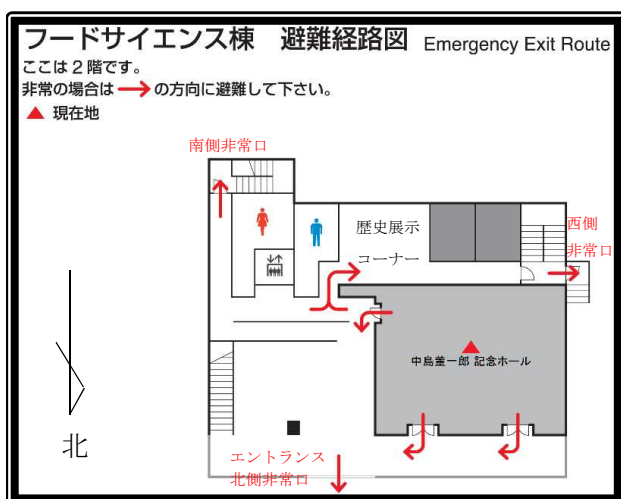 フードサイエンス棟 避難経路図 Emergency Exit Route
ここは2階です。
非常の場合は→の方向に避難して下さい。
▲ 現在地
南側非常口
歴史展示
コーナー
西側
非常口
中島董一郎 記念ホール
北
エントランス
北側非常口